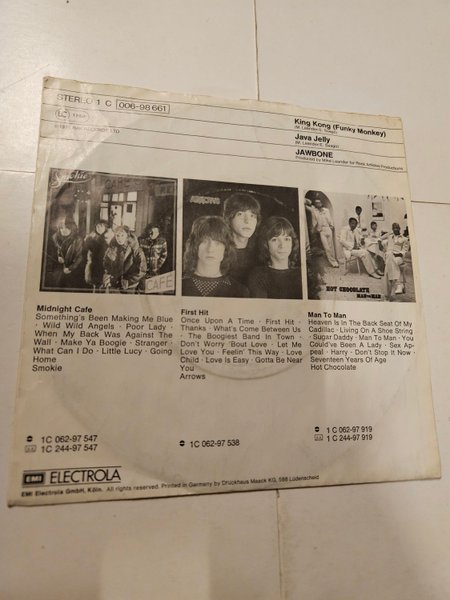 STEREO 1 C 006-98 661
King Kong (Funky Monkey)
Java Jelly
JAWBONE
Produced by Mike Leander for Rock Artistes Productions
Smokie
CAFE
ARROWS
CAFE
HOT CHOCOLATE
MAN TO MAN
Midnight Cafe
Something's Been Making Me Blue
· Wild Wild Angels · Poor Lady ·
When My Back Was Against The
Wall · Make Ya Boogie · Stranger ·
What Can I Do · Little Lucy · Going
Home
Smokie
First Hit
Once Upon A Time · First Hit ·
Thanks · What's Come Between Us
· The Boogiest Band In Town ·
Don't Worry 'Bout Love · Let Me
Love You · Feelin' This Way · Love
Child · Love Is Easy · Gotta Be Near
You
Arrows
Man To Man
Heaven Is In The Back Seat Of My
Cadillac · Living On A Shoe String
· Sugar Daddy · Man To Man · You
Could've Been A Lady · Sex Ap-
peal · Harry · Don't Stop It Now ·
Seventeen Years Of Age
Hot Chocolate
1C 062-97 547
1C 244-97 547
1C 062-97 538
1C 062-97 919
1C 244-97 919
EMI ELECTROLA
EMI Electrola GmbH, Köln. All rights reserved. Printed in Germany by Druckhaus Maack KG, 588 Lüdenscheid